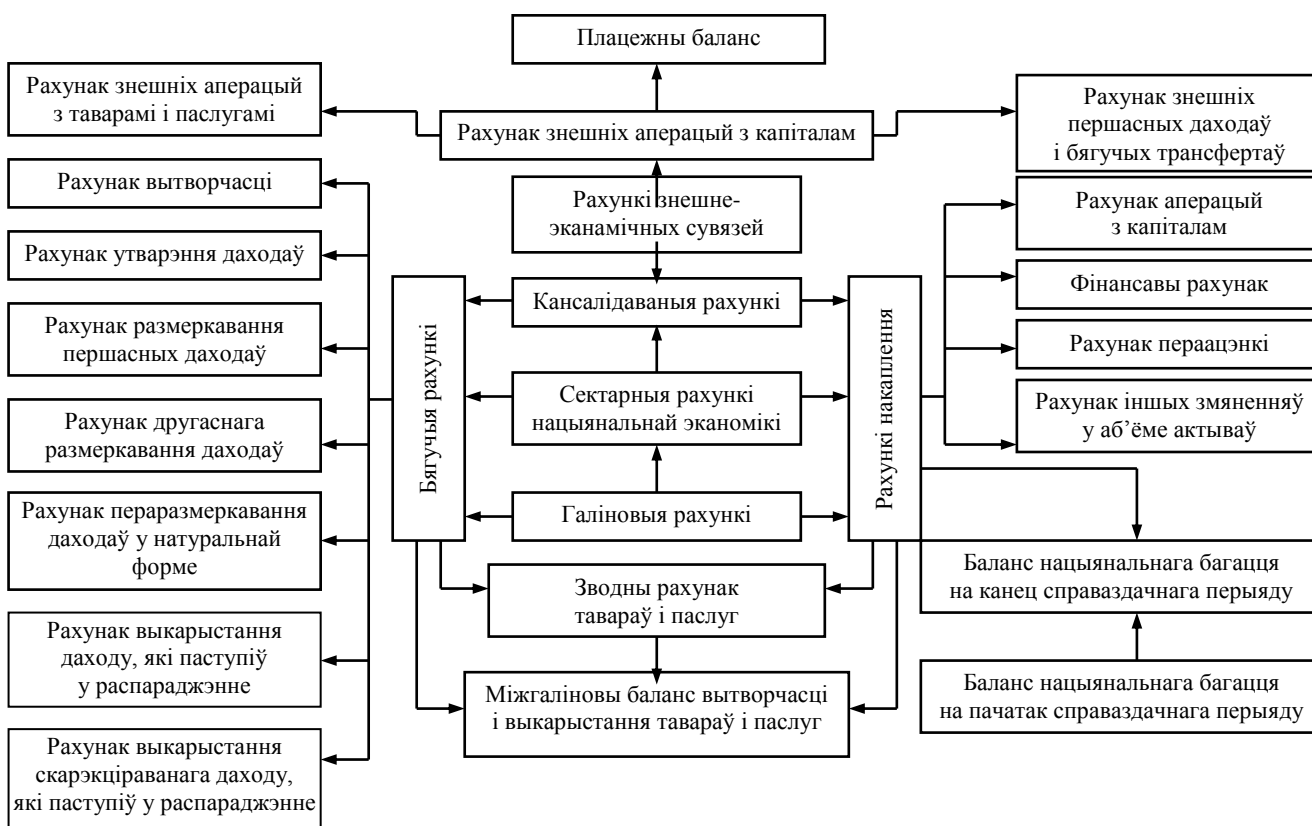 Плацежны баланс
Рахунак знешніх аперацый
з таварамі і паслугамі
Рахунак знешніх аперацый з капіталам
Рахунак знешніх
першасных даходаў
і бягучых трансфертаў
Рахунак вытворчасці
Рахункі знешне-
эканамічных сувязей
Рахунак аперацый
з капіталам
Рахунак утварэння даходаў
Кансалідаваныя рахункі
Фінансавы рахунак
Рахунак размеркавання
першасных даходаў
Бягучыя рахункі
Рахункі накаплення
Рахунак пераацэнкі
Сектарныя рахункі
нацыянальнай эканомікі
Рахунак іншых змяненняў
у аб’ёме актываў
Рахунак другаснага
размеркавання даходаў
Галіновыя рахункі
Рахунак пераразмеркавання
даходаў у натуральнай
форме
Зводны рахунак
тавараў і паслуг
Баланс нацыянальнага багацця
на канец справаздачнага перыяду
Рахунак выкарыстання
даходу, які паступіў
у распараджэнне
Міжгаліновы баланс вытворчасці
і выкарыстання тавараў і паслуг
Баланс нацыянальнага багацця
на пачатак справаздачнага перыяду
Рахунак выкарыстання
скарэкціраванага даходу,
які паступіў у распараджэнне